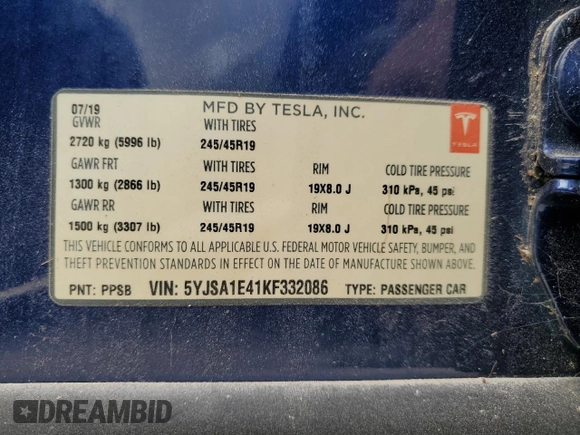 07/19 MFD BY TESLA, INC.
GVWR WITH TIRES
2720 kg (5996 lb) 245/45R19
TESLA
GAWR FRT WITH TIRES RIM COLD TIRE PRESSURE
1300 kg (2866 lb) 245/45R19 19X8.0 J 310 kPa, 45 psi
GAWR RR WITH TIRES RIM COLD TIRE PRESSURE
1500 kg (3307 lb) 245/45R19 19X8.0 J 310 kPa, 45 psi
THIS VEHICLE CONFORMS TO ALL APPLICABLE U.S. FEDERAL MOTOR VEHICLE SAFETY, BUMPER, AND
THEFT PREVENTION STANDARDS IN EFFECT ON THE DATE OF MANUFACTURE SHOWN ABOVE.
PNT: PPSB VIN: 5YJSA1E41KF332086 TYPE: PASSENGER CAR
DREAMBID